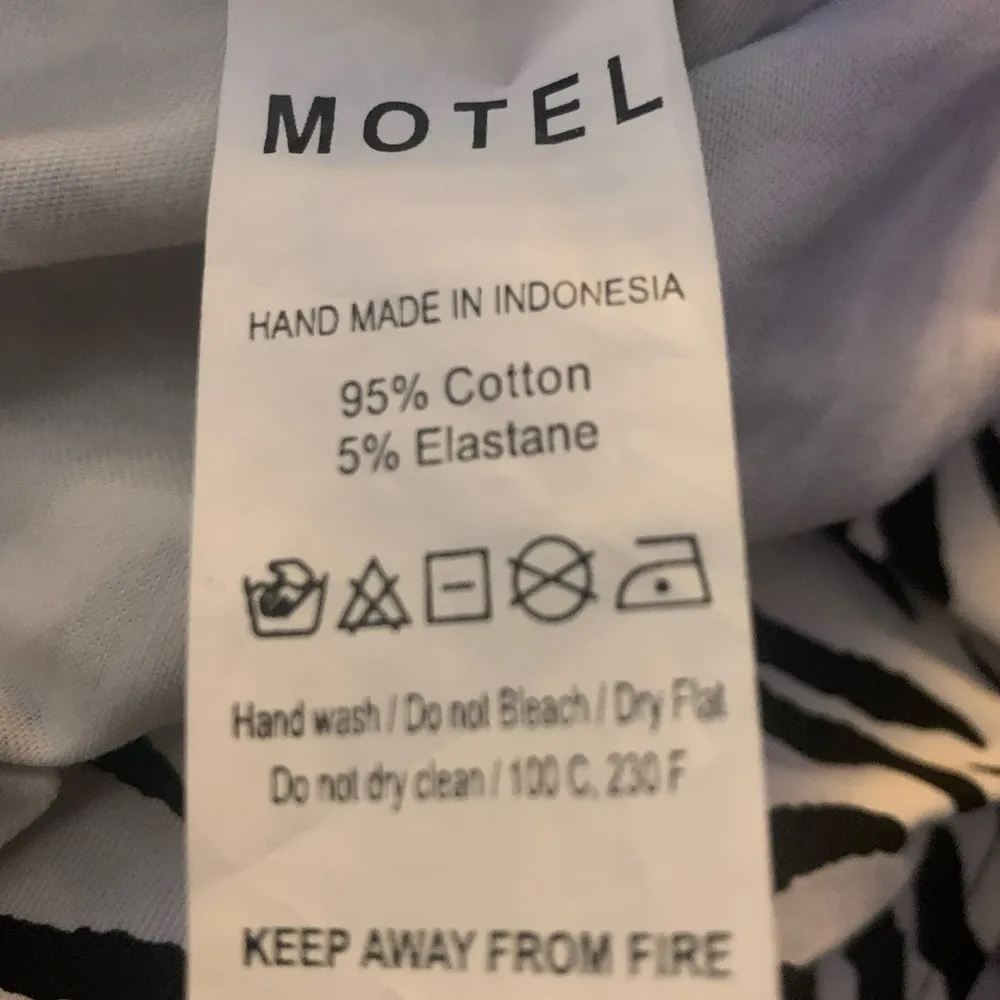 MOTEL
HAND MADE IN INDONESIA
95% Cotton
5% Elastane
Hand wash / Do not Bleach / Dry Flat
Do not dry clean / 100 C, 230 F
KEEP AWAY FROM FIRE